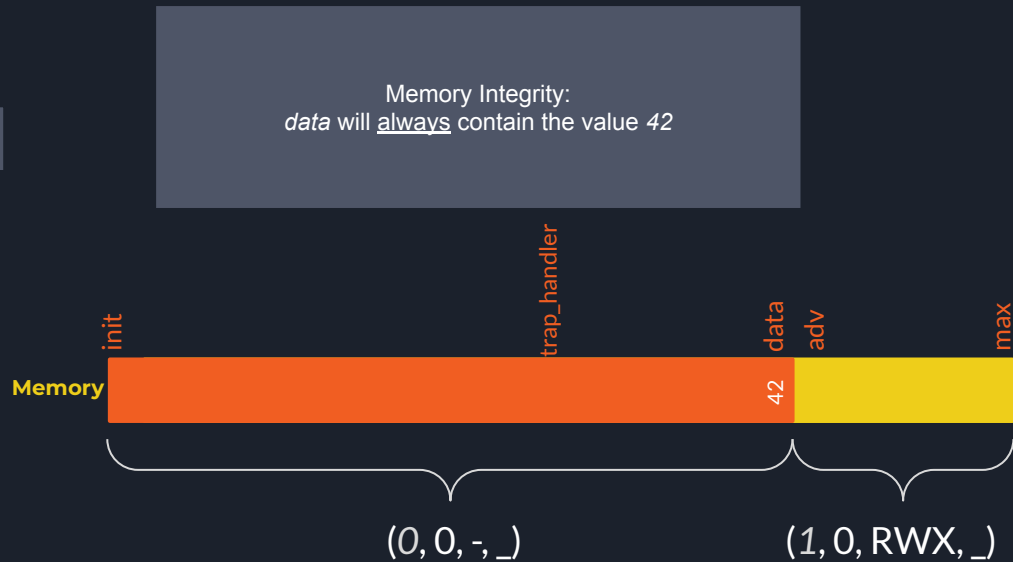 Memory Integrity:
data will always contain the value 42
trap_handler
init
data
adv
max
Memory
42
(0, 0, -, _)
(1, 0, RWX, _)